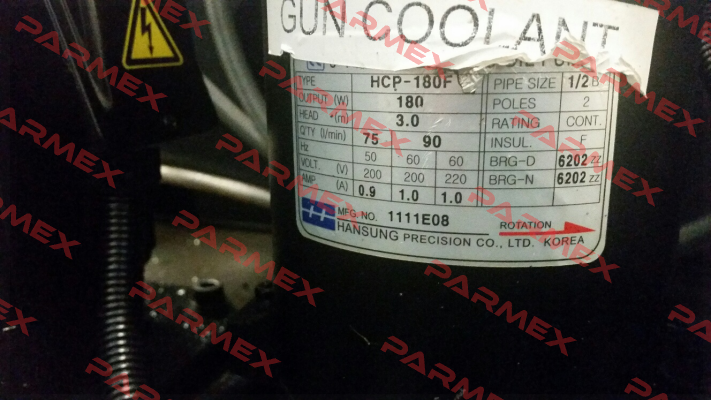 GUN COOLANT
TYPE HCP-180F PIPE SIZE 1/2 B
OUTPUT (W) 180 POLES 2
HEAD (m) 3.0 RATING CONT.
Q'TY (l/min) 75 90 INSUL. F
Hz 50 60 60 BRG-D 6202 ZZ
VOLT. (V) 200 200 220 BRG-N 6202 ZZ
AMP. (A) 0.9 1.0 1.0
MFG. NO. 1111E08 ROTATION
HANSUNG PRECISION CO., LTD. KOREA
PARMEX